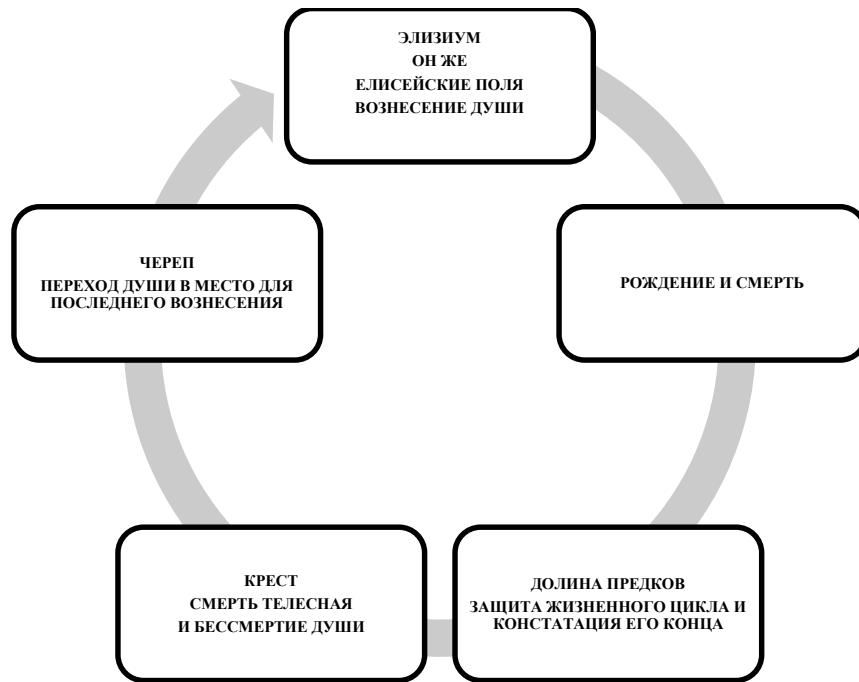 ЭЛИЗИУМ
ОН ЖЕ
ЕЛИСЕЙСКИЕ ПОЛЯ
ВОЗНЕСЕНИЕ ДУШИ
РОЖДЕНИЕ И СМЕРТЬ
ДОЛИНА ПРЕДКОВ
ЗАЩИТА ЖИЗНЕННОГО ЦИКЛА И
КОНСТАТАЦИЯ ЕГО КОНЦА
КРЕСТ
СМЕРТЬ ТЕЛЕСНАЯ
И БЕССМЕРТИЕ ДУШИ
ЧЕРЕП
ПЕРЕХОД ДУШИ В МЕСТО ДЛЯ
ПОСЛЕДНЕГО ВОЗНЕСЕНИЯ